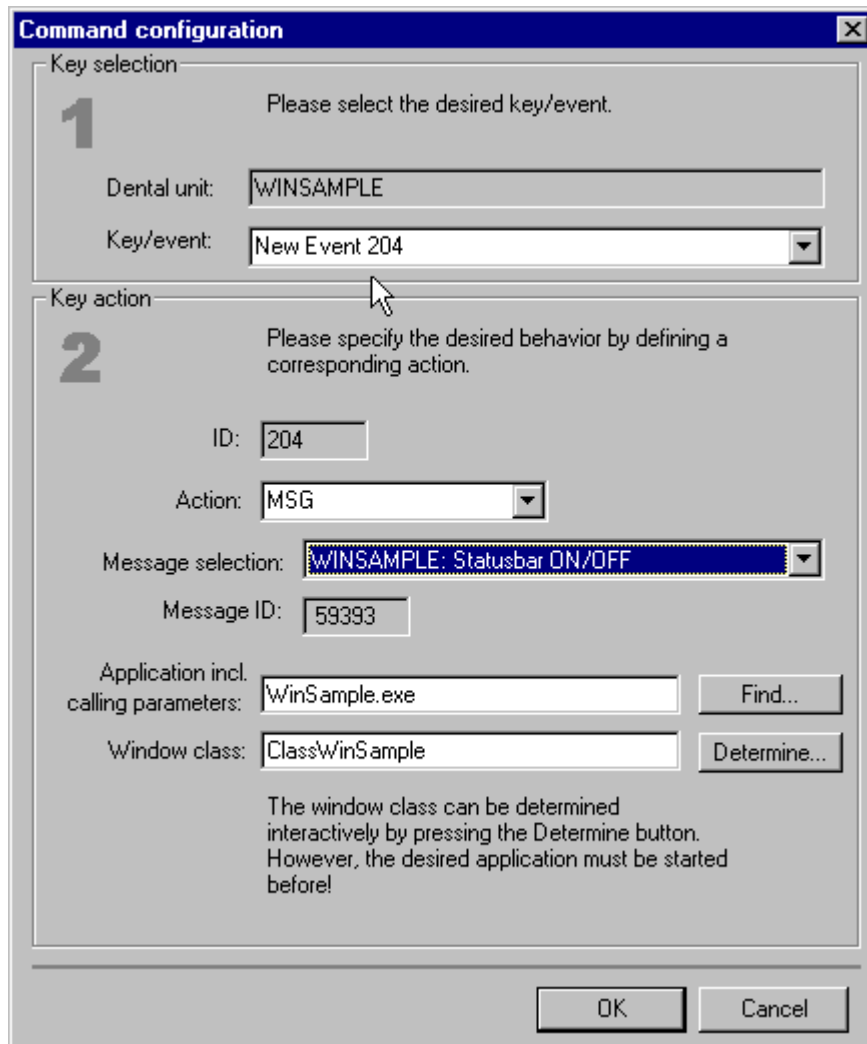 Command configuration
Key selection
1
Please select the desired key/event.
Dental unit: WINSAMPLE
Key/event: New Event 204
Key action
2
Please specify the desired behavior by defining a
corresponding action.
ID: 204
Action: MSG
Message selection: WINSAMPLE: Statusbar ON/OFF
Message ID: 59393
Application incl.
calling parameters: WinSample.exe Find...
Window class: ClassWinSample Determine...
The window class can be determined
interactively by pressing the Determine button.
However, the desired application must be started
before!
OK Cancel